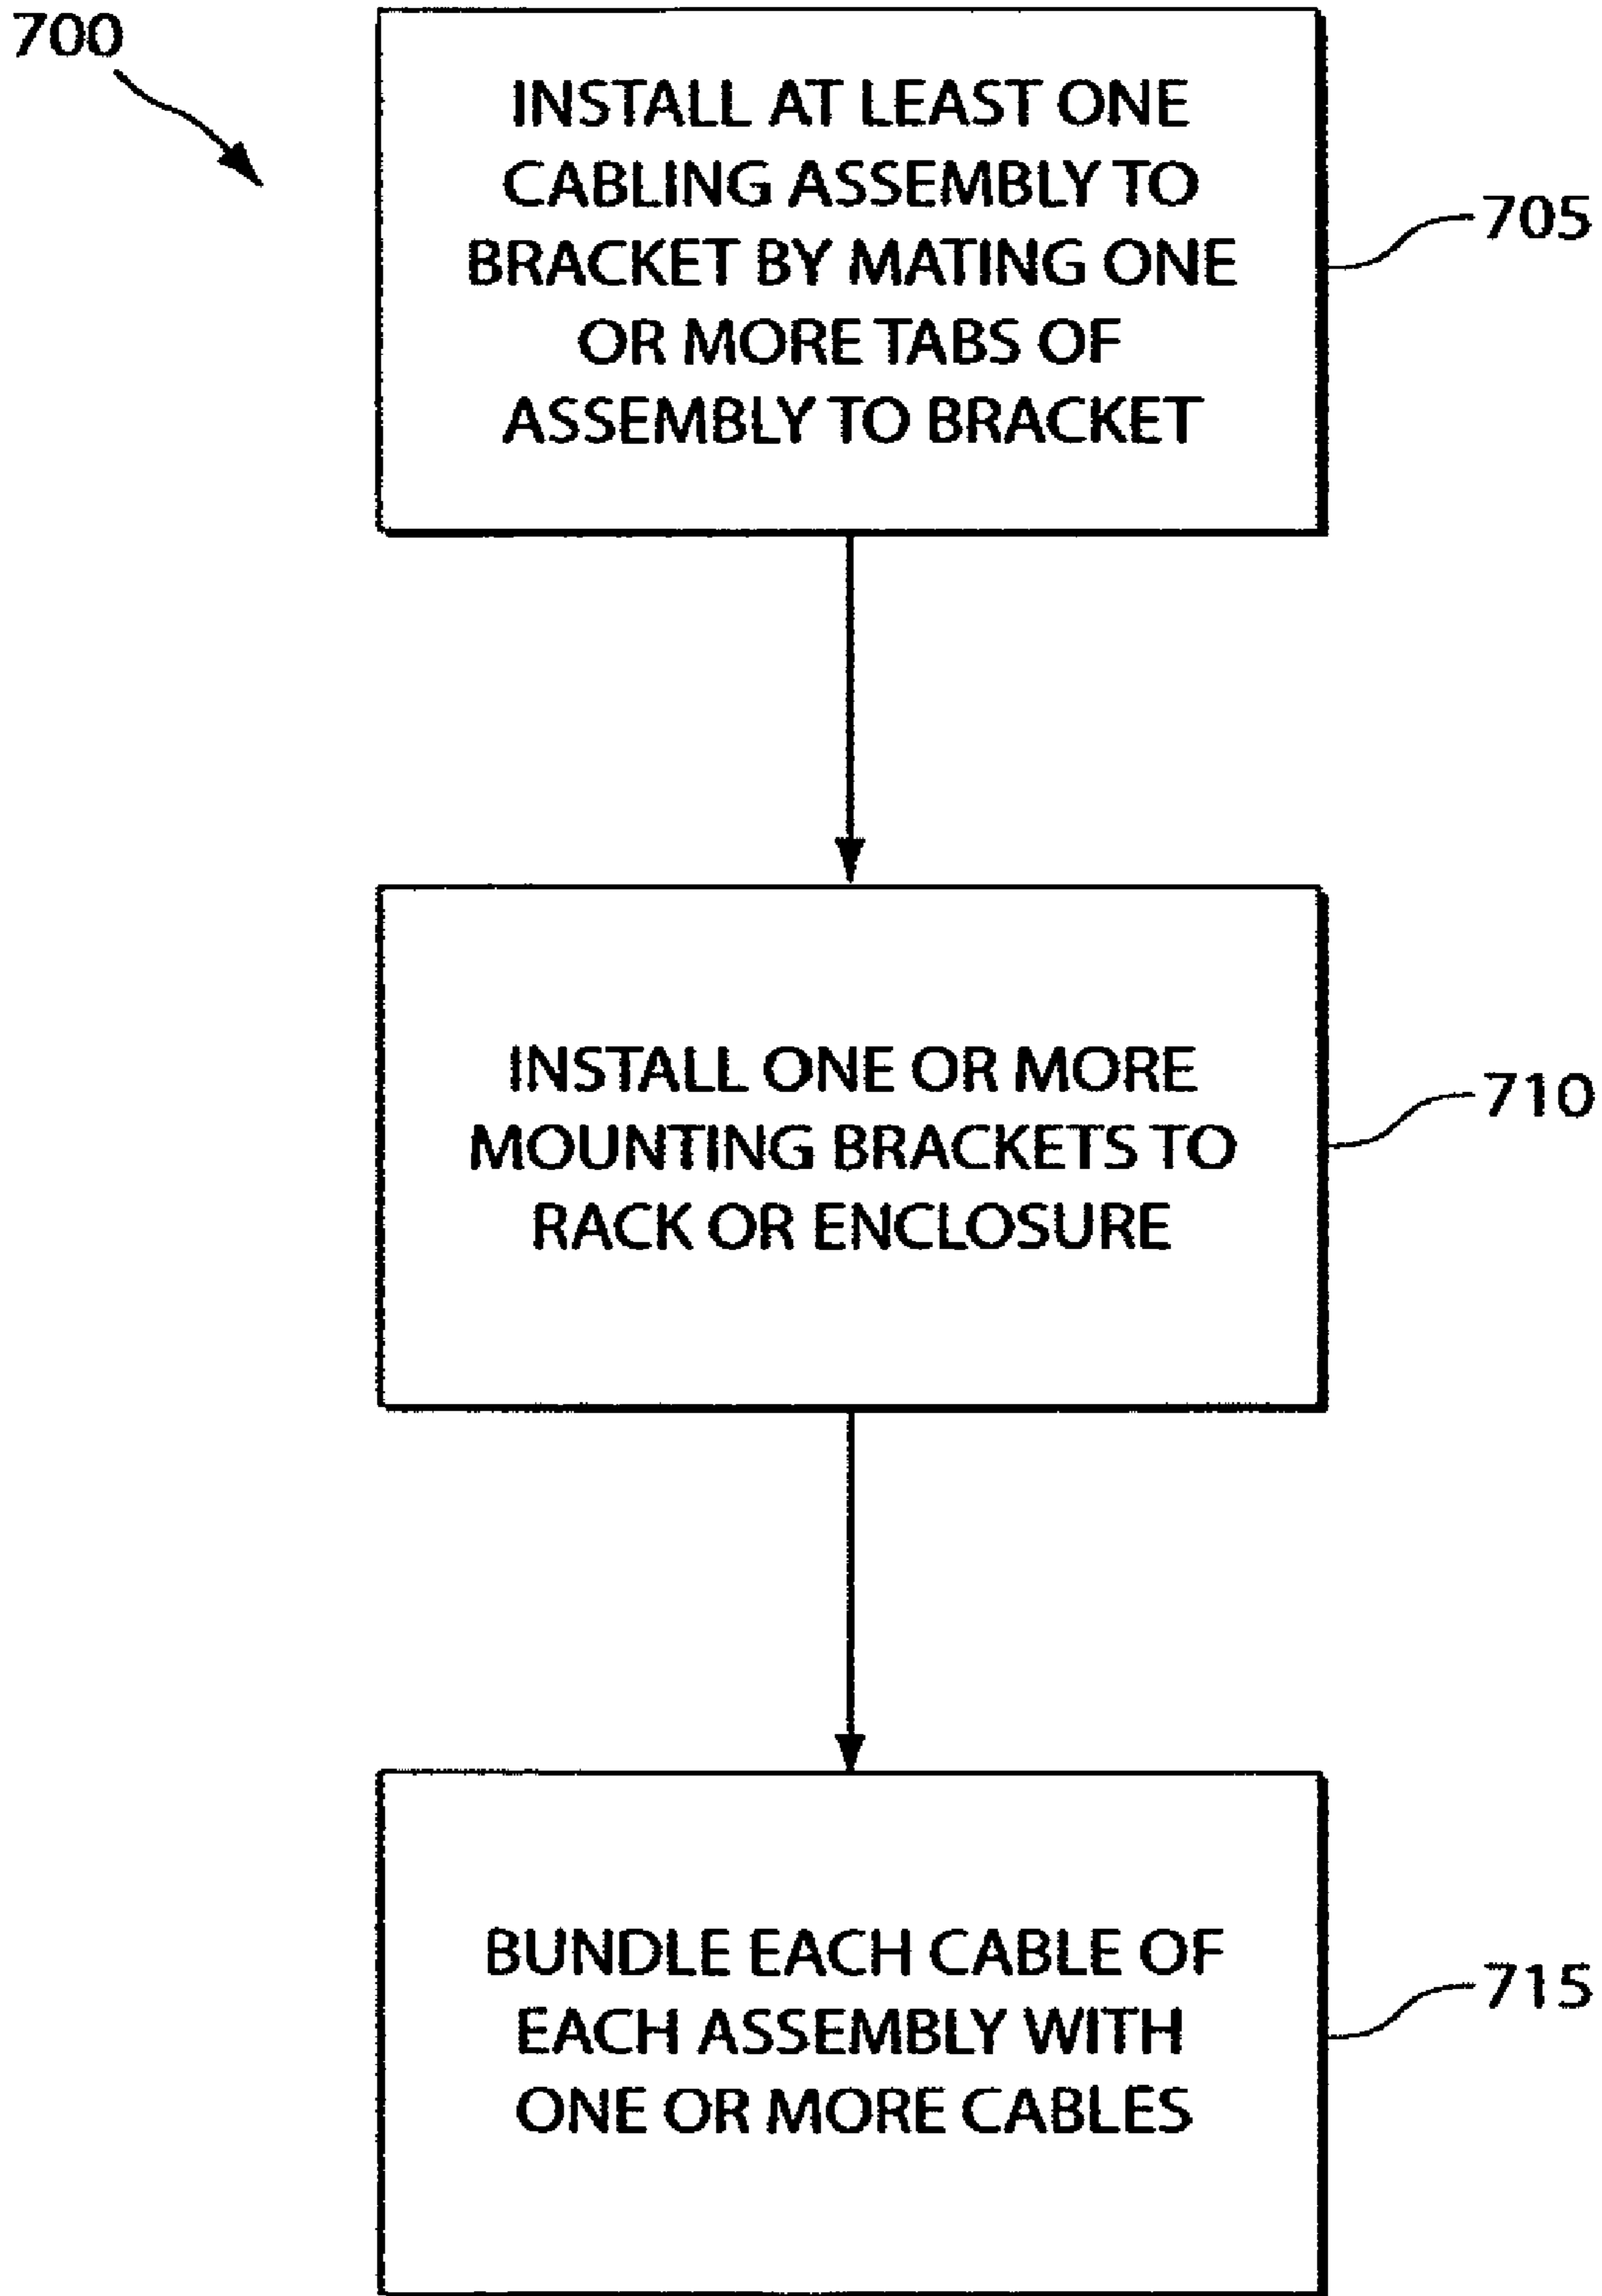 700
INSTALL AT LEAST ONE
CABLING ASSEMBLY TO
BRACKET BY MATING ONE
OR MORE TABS OF
ASSEMBLY TO BRACKET
705
INSTALL ONE OR MORE
MOUNTING BRACKETS TO
RACK OR ENCLOSURE
710
BUNDLE EACH CABLE OF
EACH ASSEMBLY WITH
ONE OR MORE CABLES
715